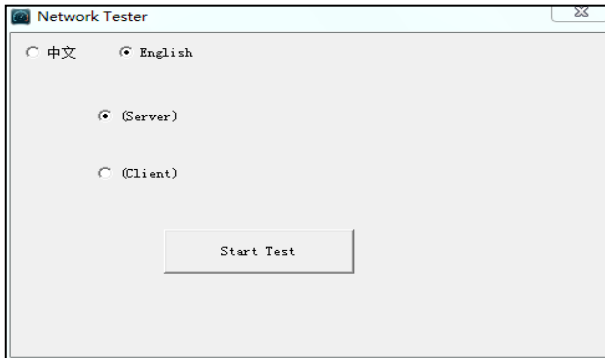 Network Tester
中文 English
(Server)
(Client)
Start Test